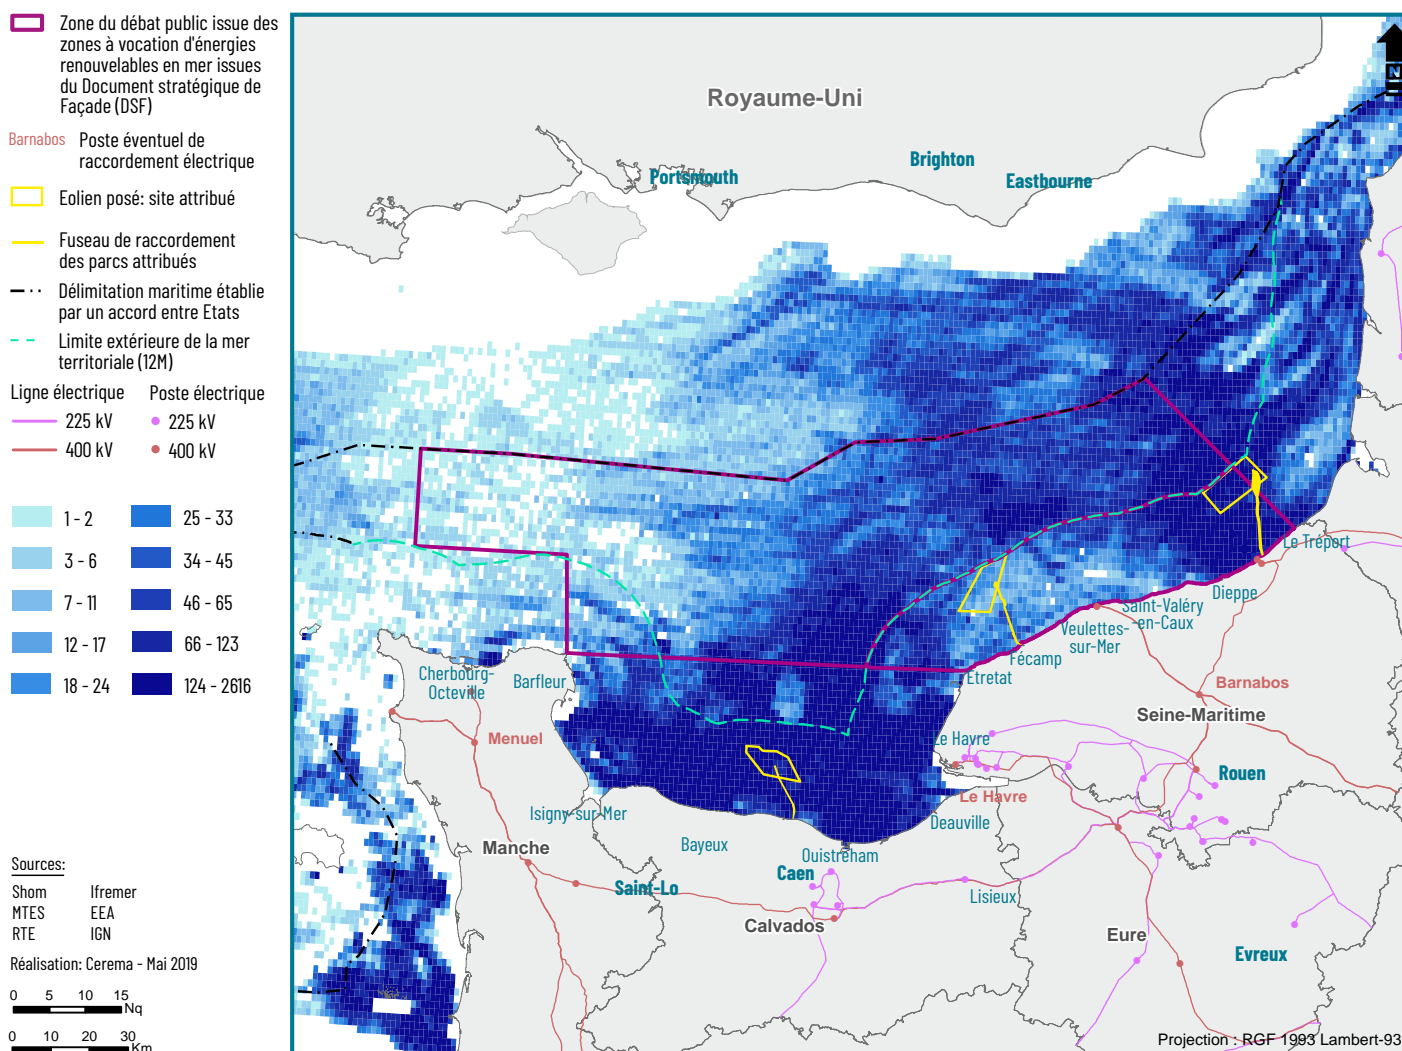 Zone du débat public issue des
zones à vocation d'énergies
renouvelables en mer issues
du Document stratégique de
Façade (DSF)
Barnabos
Poste éventuel de
raccordement électrique
Eolien posé: site attribué
Fuseau de raccordement
des parcs attribués
Délimitation maritime établie
par un accord entre Etats
Limite extérieure de la mer
territoriale (12M)
Ligne électrique
Poste électrique
225 kV
225 kV
400 kV
400 kV
1 - 2
25 - 33
3 - 6
34 - 45
7 - 11
46 - 65
12 - 17
66 - 123
18 - 24
124 - 2616
Sources:
Shom
Ifremer
MTES
EEA
RTE
IGN
Réalisation: Cerema - Mai 2019
0 5 10 15
Nq
0 10 20 30
Km
N
Royaume-Uni
Brighton
Portsmouth
Eastbourne
Le Tréport
Dieppe
Saint-Valéry
-en-Caux
Veulettes-
sur-Mer
Fécamp
Etretat
Cherbourg-
Octeville
Barfleur
Barnabos
Seine-Maritime
Menuel
Le Havre
Rouen
Le Havre
Isigny-sur-Mer
Deauville
Manche
Bayeux
Ouistreham
Caen
Saint-Lo
Lisieux
Calvados
Eure
Evreux
Projection : RGF 1993 Lambert-93